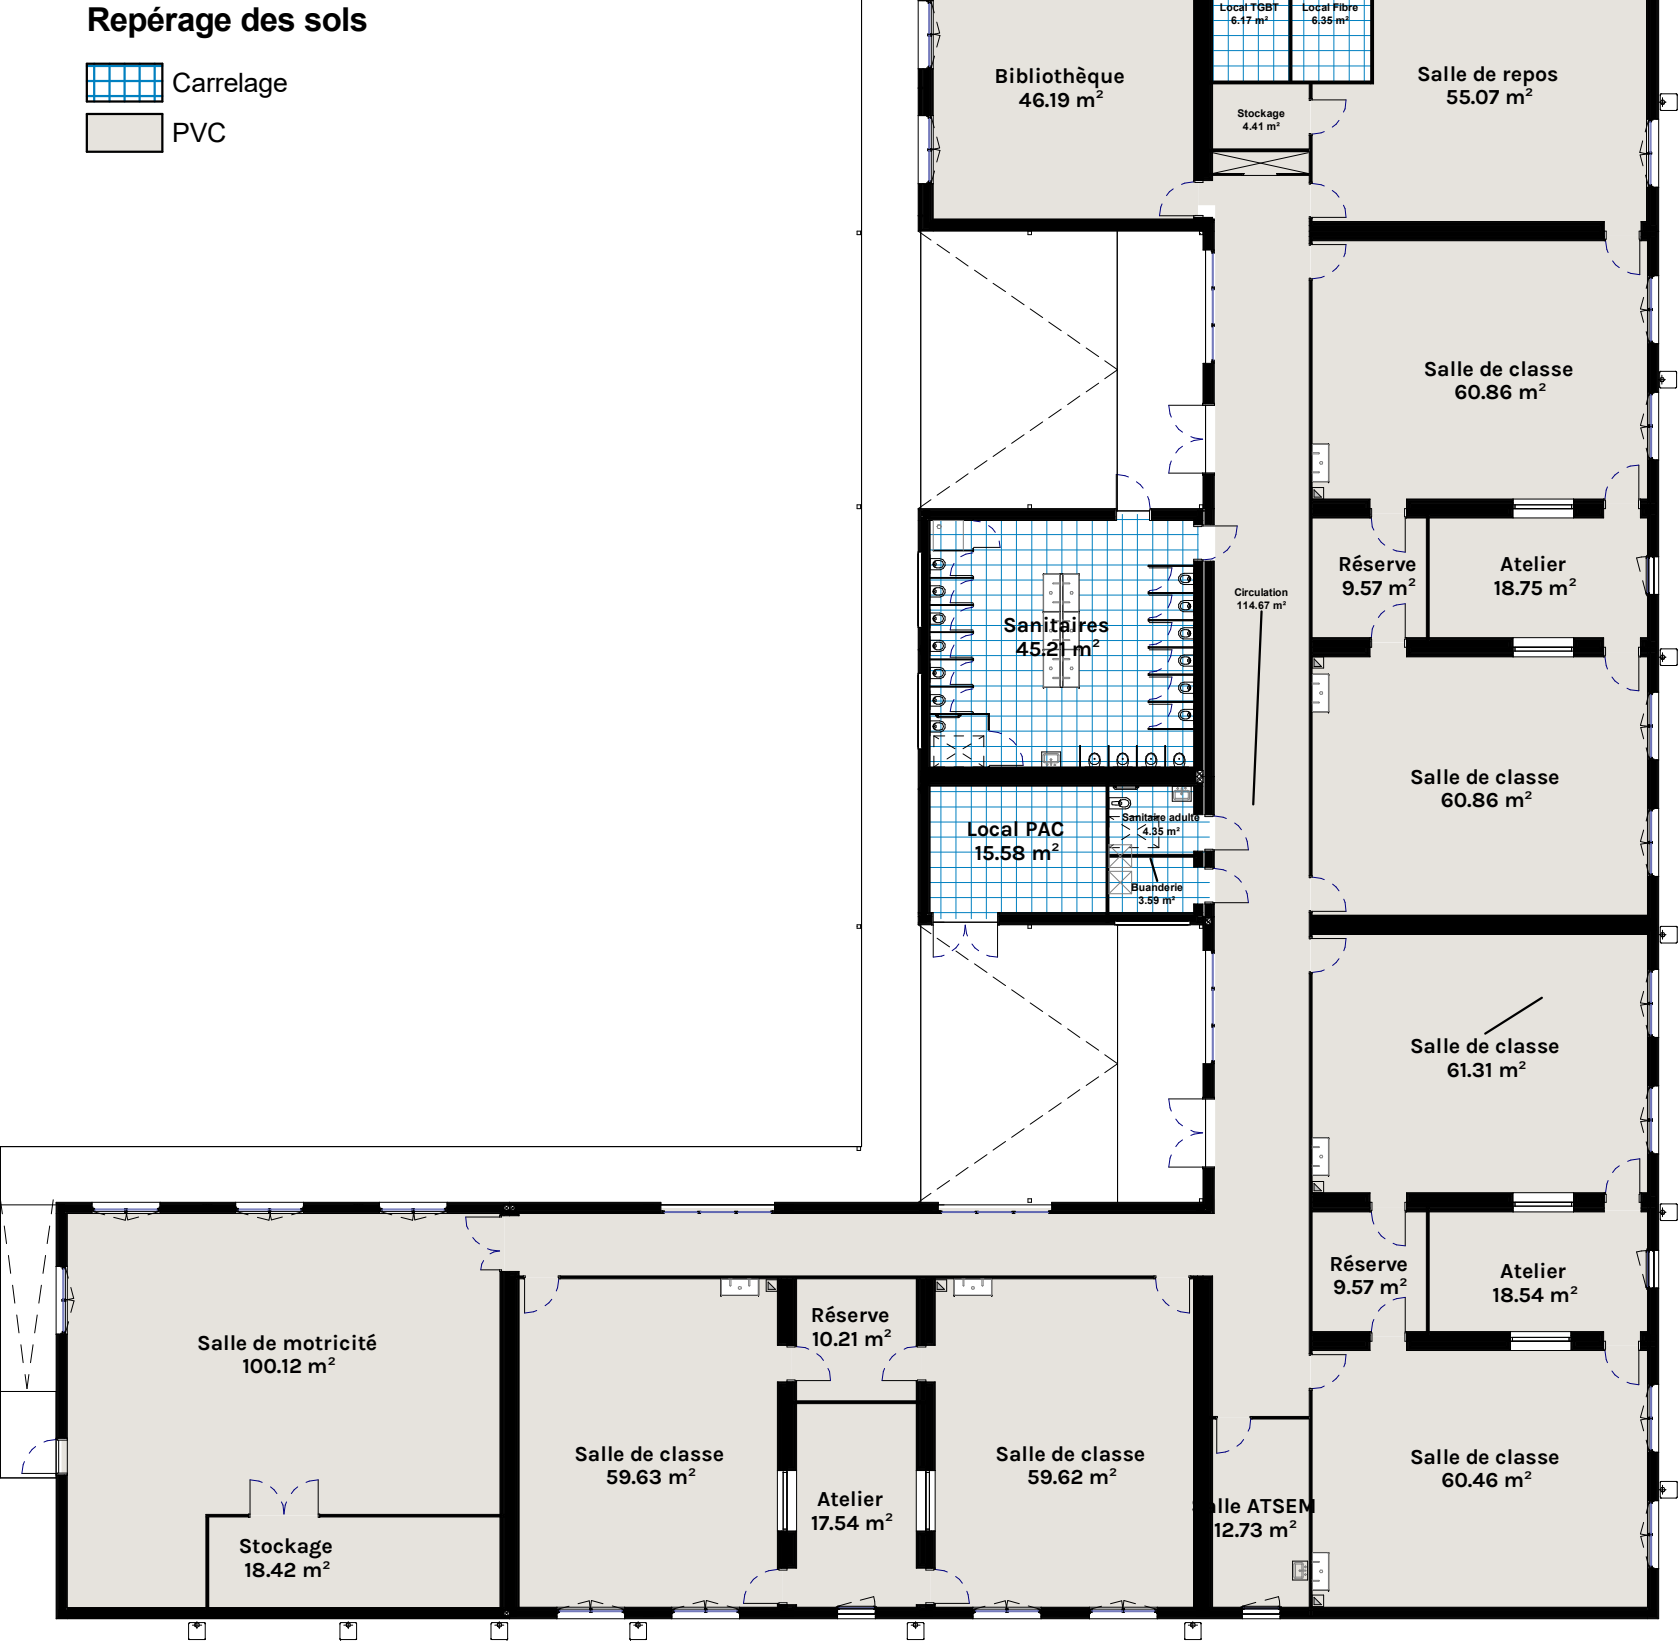 Repérage des sols
Carrelage
PVC
Local TGBT
6.17 m²
Local Fibre
6.35 m²
Bibliothèque
46.19 m²
Salle de repos
55.07 m²
Stockage
4.41 m²
Salle de classe
60.86 m²
Réserve
9.57 m²
Atelier
18.75 m²
Circulation
114.67 m²
Sanitaires
45.21 m²
Salle de classe
60.86 m²
Local PAC
15.58 m²
Sanitaire adulte
4.35 m²
Buanderie
3.59 m²
Salle de classe
61.31 m²
Réserve
9.57 m²
Atelier
18.54 m²
Salle de motricité
100.12 m²
Réserve
10.21 m²
Salle de classe
59.63 m²
Salle de classe
59.62 m²
Salle de classe
60.46 m²
Atelier
17.54 m²
Salle ATSEM
12.73 m²
Stockage
18.42 m²